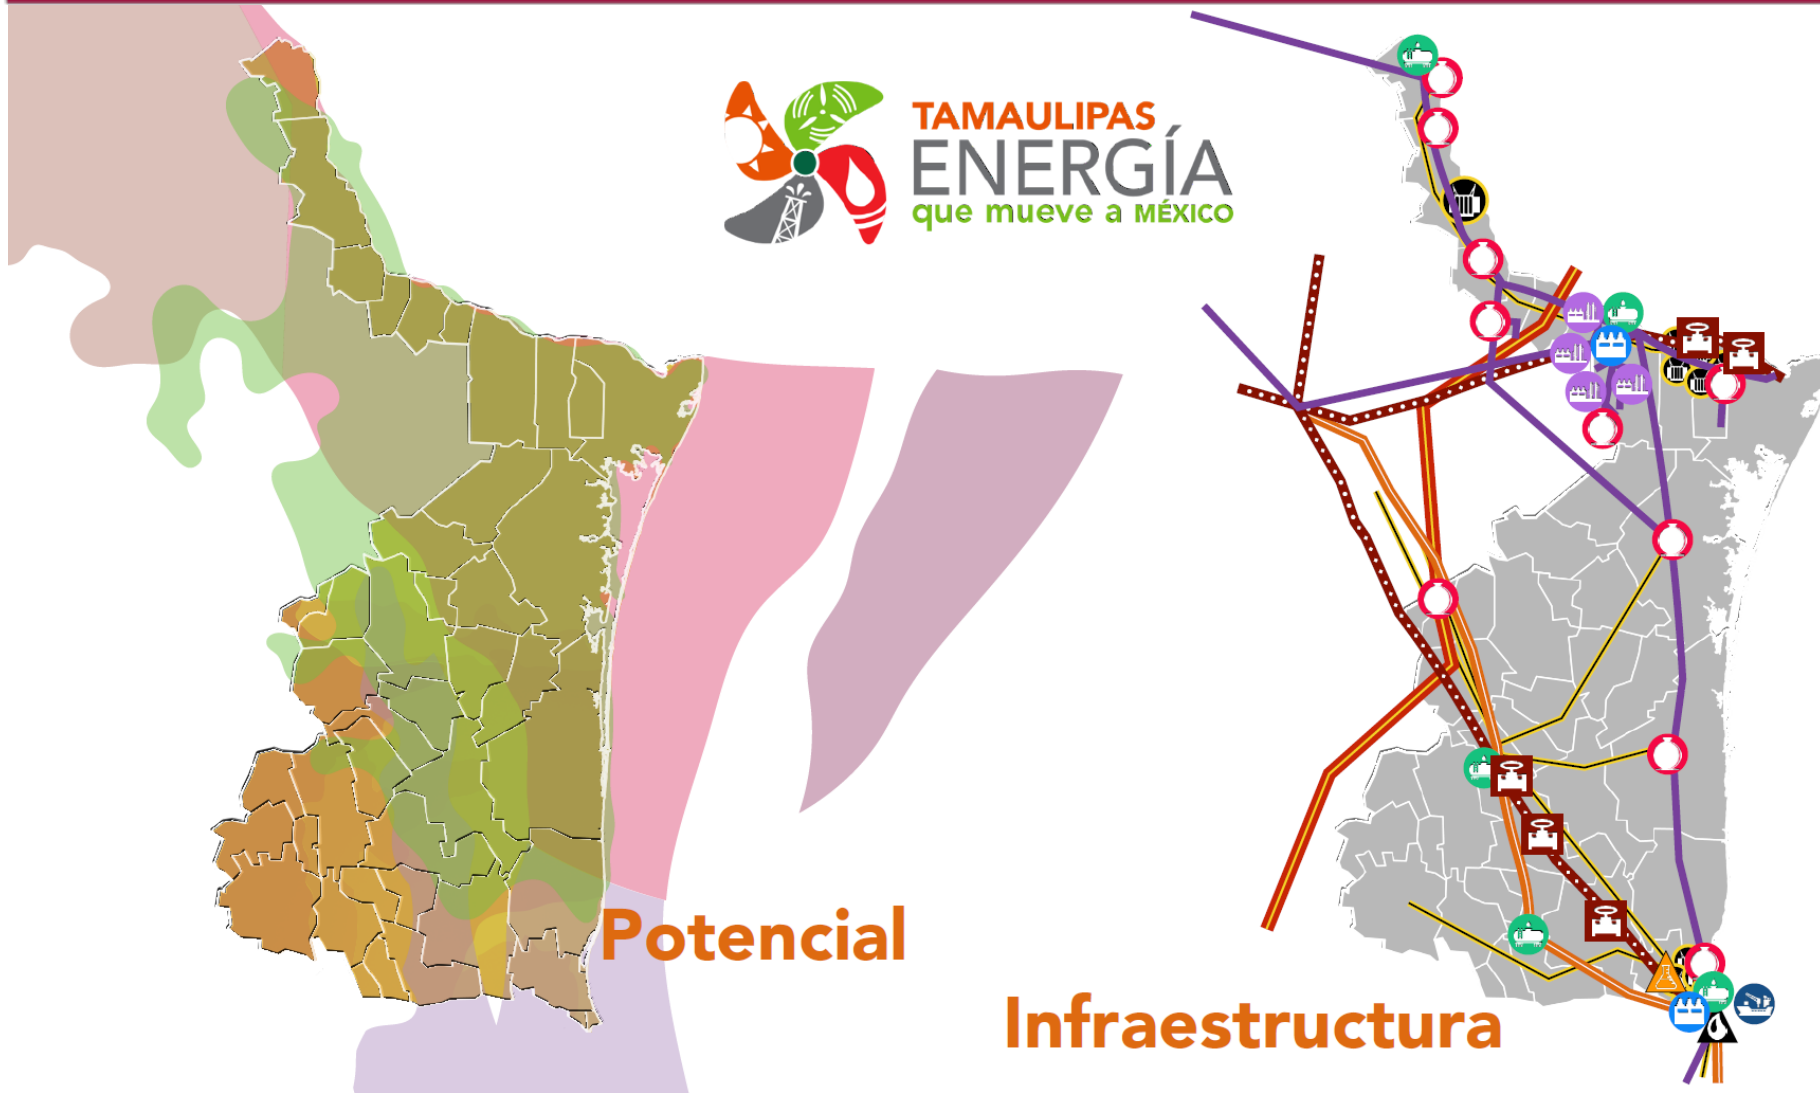 TAMAULIPAS
ENERGÍA
que mueve a MÉXICO
Potencial
Infraestructura